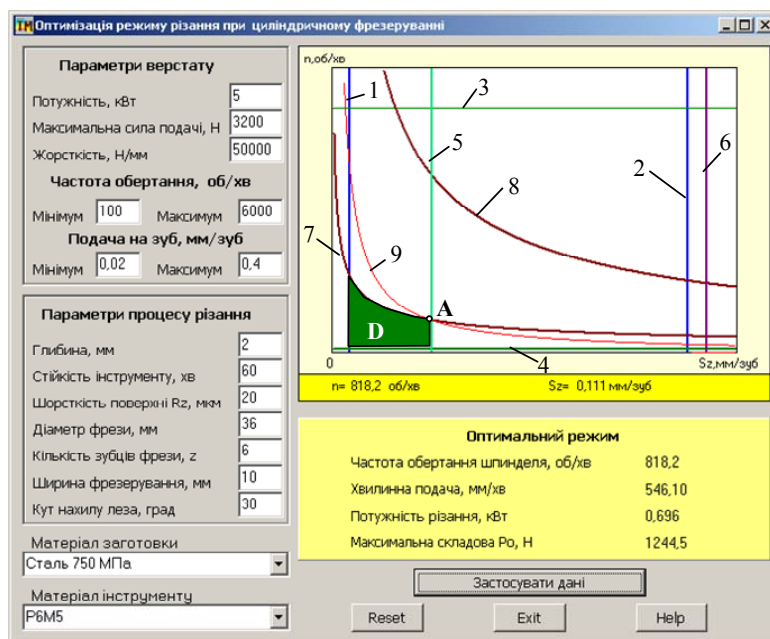 Оптимізація режиму різання при циліндричному фрезеруванні
Параметри верстату
Потужність, кВт 5
Максимальна сила подачі, Н 3200
Жорсткість, Н/мм 50000
Частота обертання, об/хв
Мінімум 100 Максимум 6000
Подача на зуб, мм/зуб
Мінімум 0,02 Максимум 0,4
Параметри процесу різання
Глибина, мм 2
Стійкість інструменту, хв 60
Шорсткість поверхні Rz, мкм 20
Діаметр фрези, мм 36
Кількість зубців фрези, z 6
Ширина фрезерування, мм 10
Кут нахилу леза, град 30
Матеріал заготовки
Сталь 750 МПа
Матеріал інструменту
Р6М5
n,об/хв
1
3
5
2
6
8
7
9
A
D
4
0
Sz,мм/зуб
n= 818,2 об/хв Sz= 0,111 мм/зуб
Оптимальний режим
Частота обертання шпинделя, об/хв 818,2
Хвилинна подача, мм/хв 546,10
Потужність різання, кВт 0,696
Максимальна складова Po, Н 1244,5
Застосувати дані
Reset Exit Help